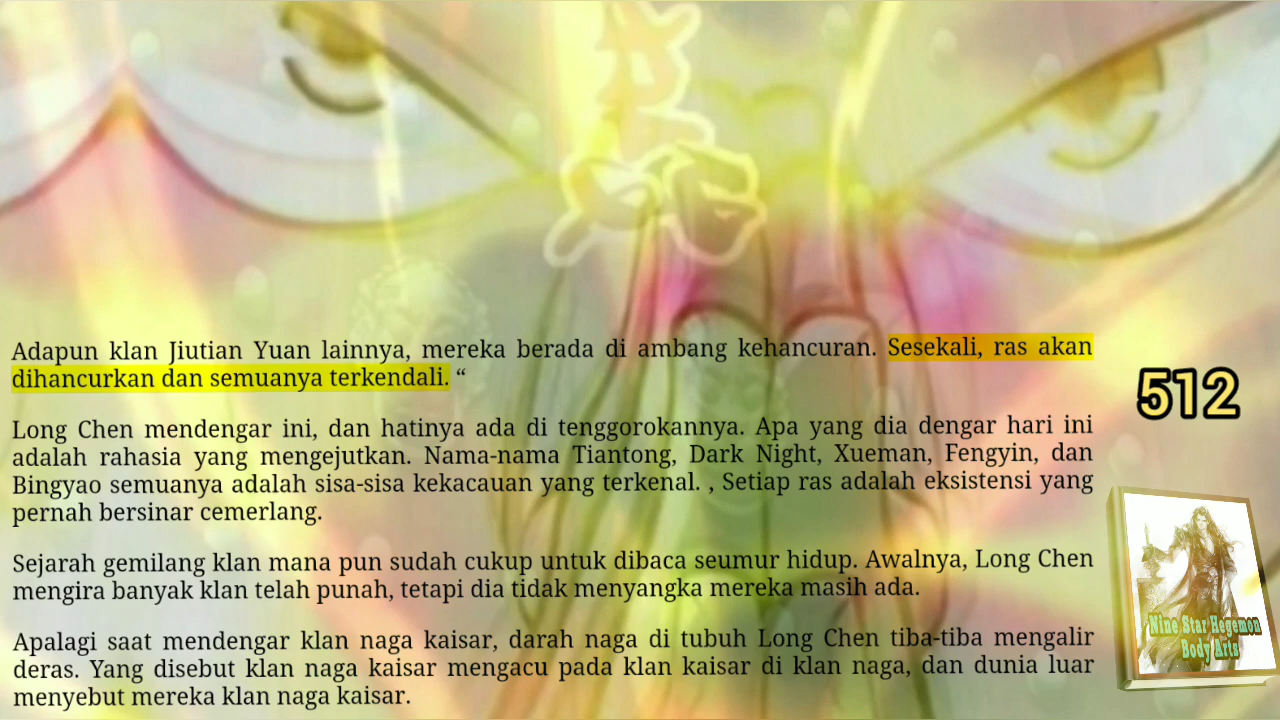 Adapun klan Jiutian Yuan lainnya, mereka berada di ambang kehancuran. Sesekali, ras akan
dihancurkan dan semuanya terkendali. “
Long Chen mendengar ini, dan hatinya ada di tenggorokannya. Apa yang dia dengar hari ini
adalah rahasia yang mengejutkan. Nama-nama Tiantong, Dark Night, Xueman, Fengyin, dan
Bingyao semuanya adalah sisa-sisa kekacauan yang terkenal. , Setiap ras adalah eksistensi yang
pernah bersinar cemerlang.
Sejarah gemilang klan mana pun sudah cukup untuk dibaca seumur hidup. Awalnya, Long Chen
mengira banyak klan telah punah, tetapi dia tidak menyangka mereka masih ada.
Apalagi saat mendengar klan naga kaisar, darah naga di tubuh Long Chen tiba-tiba mengalir
deras. Yang disebut klan naga kaisar mengacu pada klan kaisar di klan naga, dan dunia luar
menyebut mereka klan naga kaisar.
512
Nine Star Hegemon
Body Arts